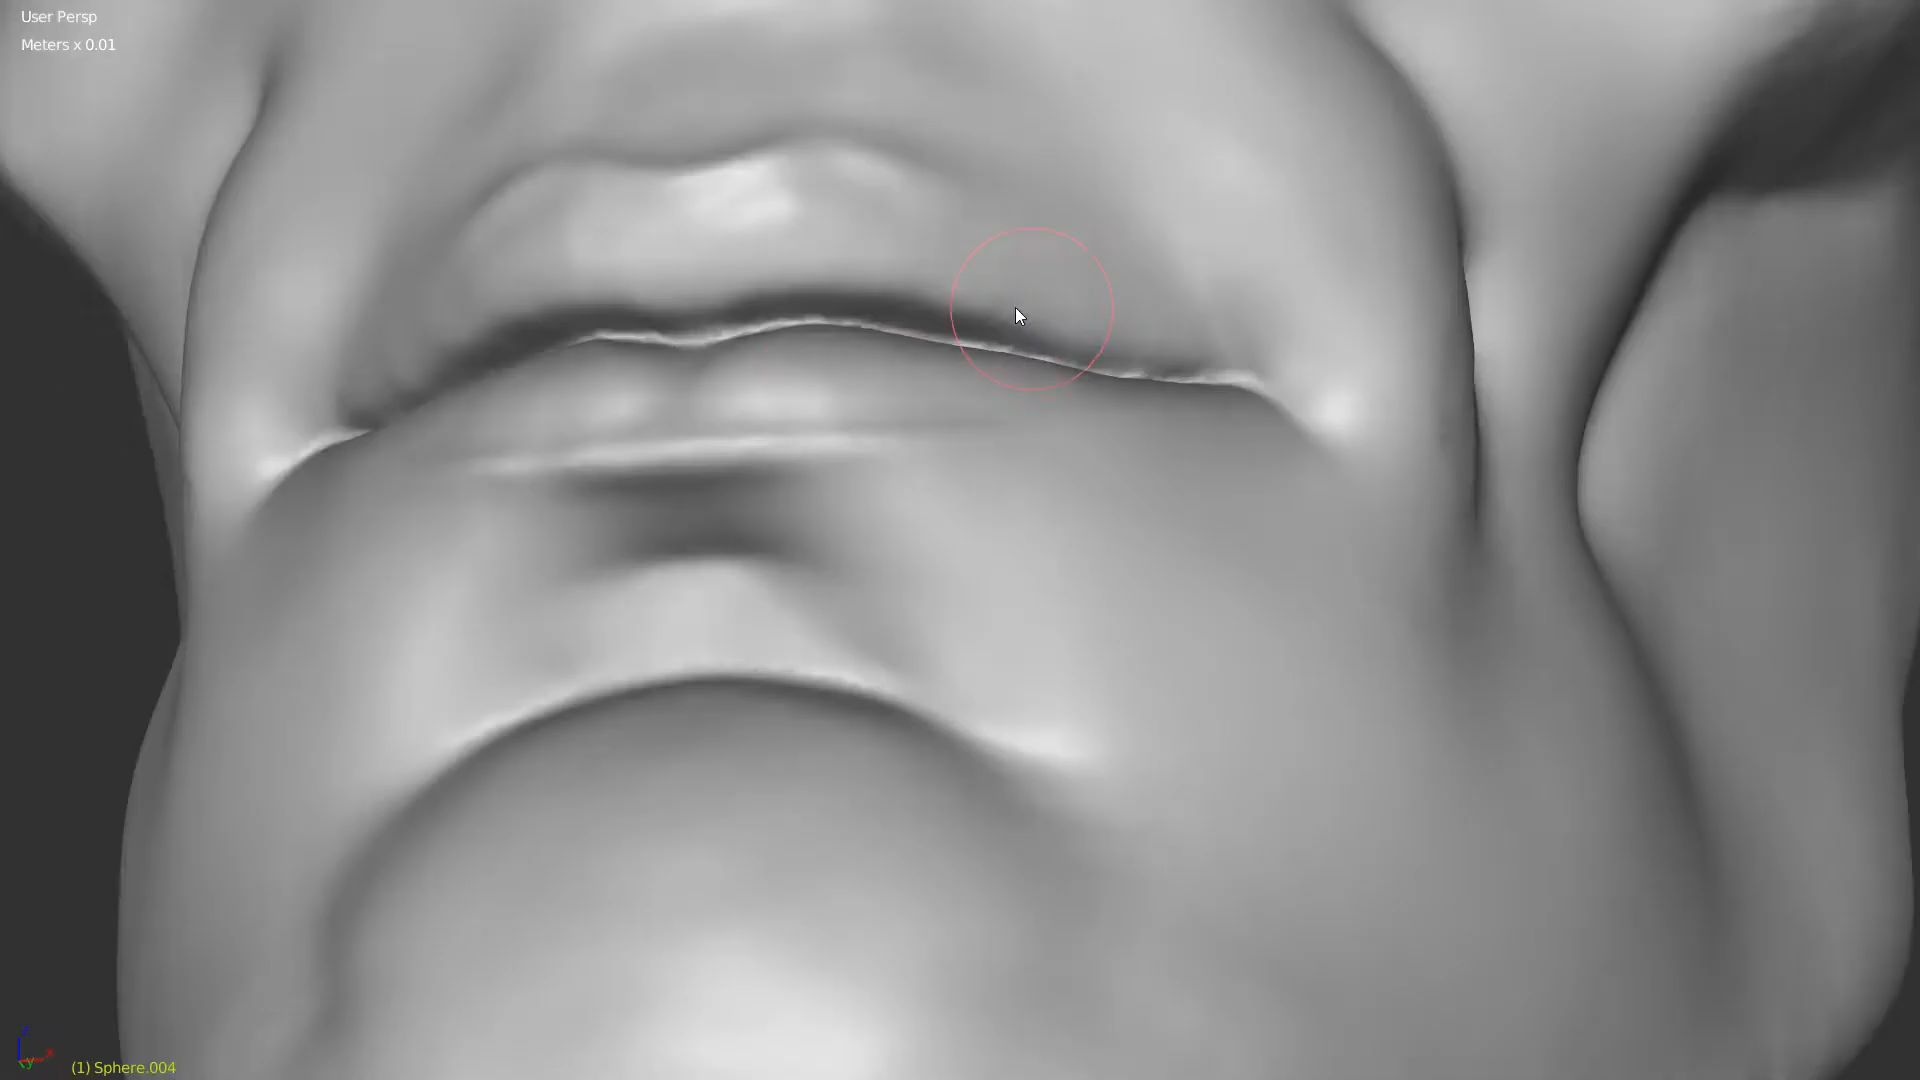 User Persp
Meters x 0.01
z
x
y
(1) Sphere.004